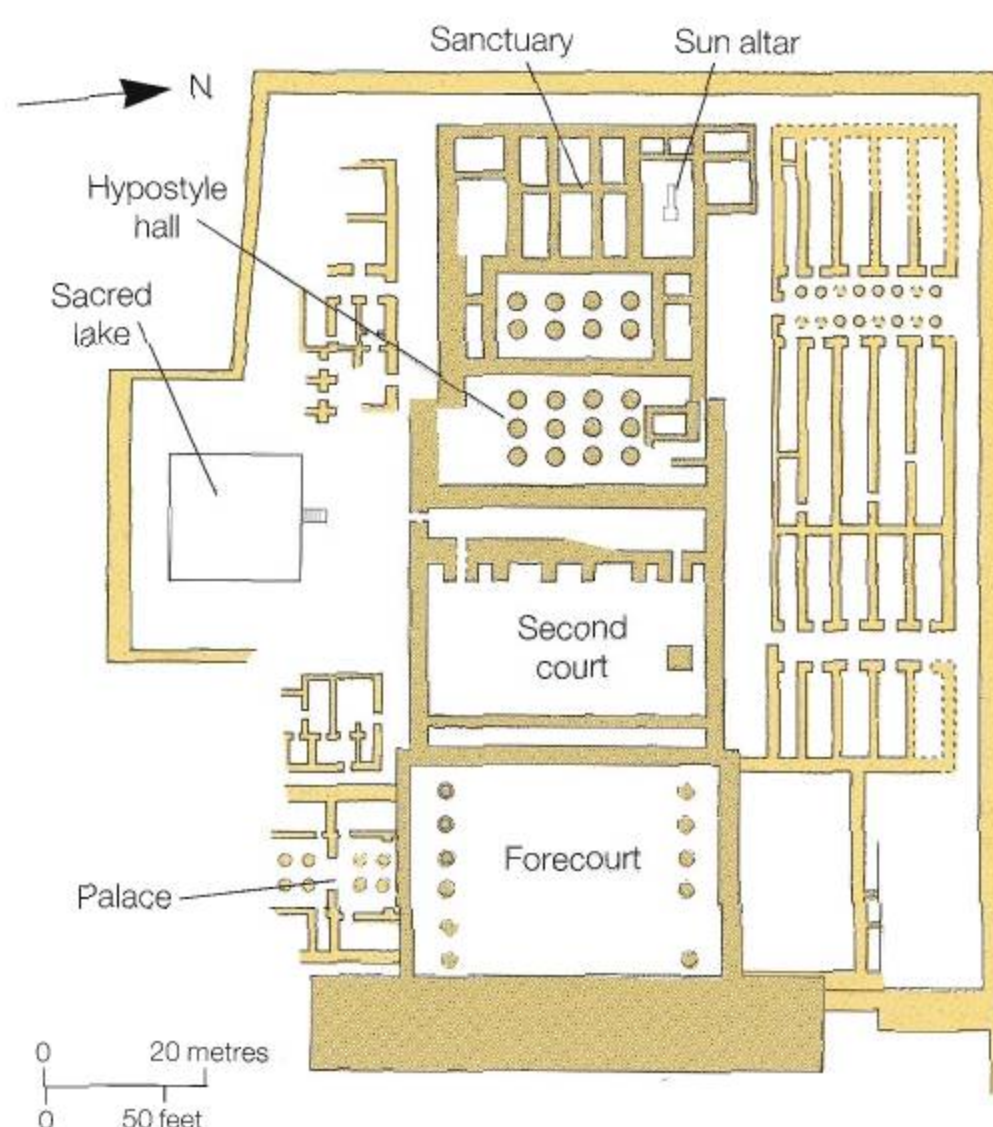 Sanctuary
Sun altar
N
Hypostyle
hall
Sacred
lake
Second
court
Forecourt
Palace
0 20 metres
0 50 feet